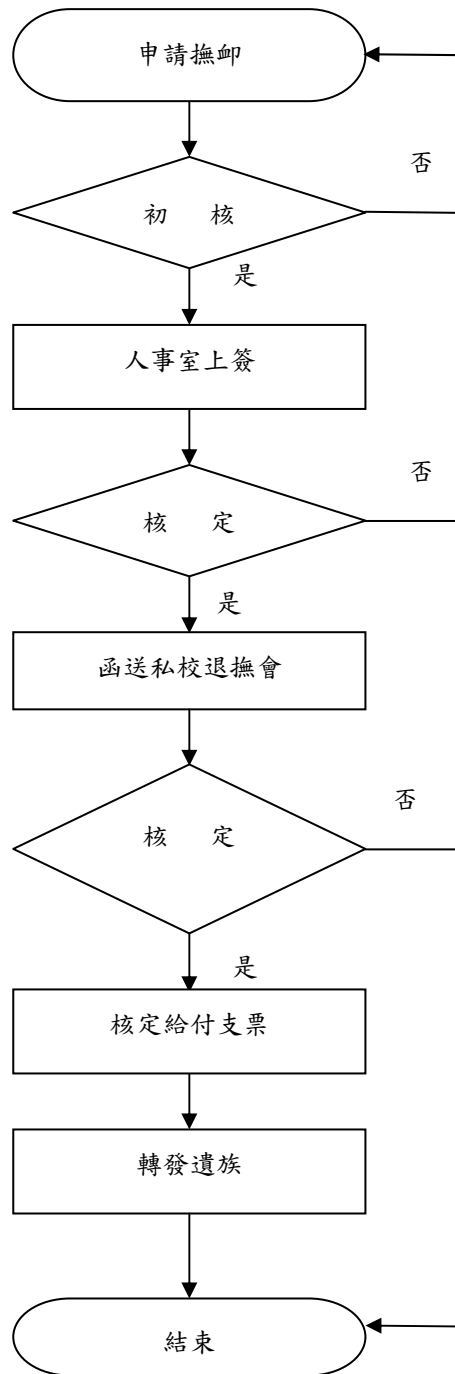 申請撫卹
否
初　核
是
人事室上簽
否
核　定
是
函送私校退撫會
否
核　定
是
核定給付支票
轉發遺族
結束